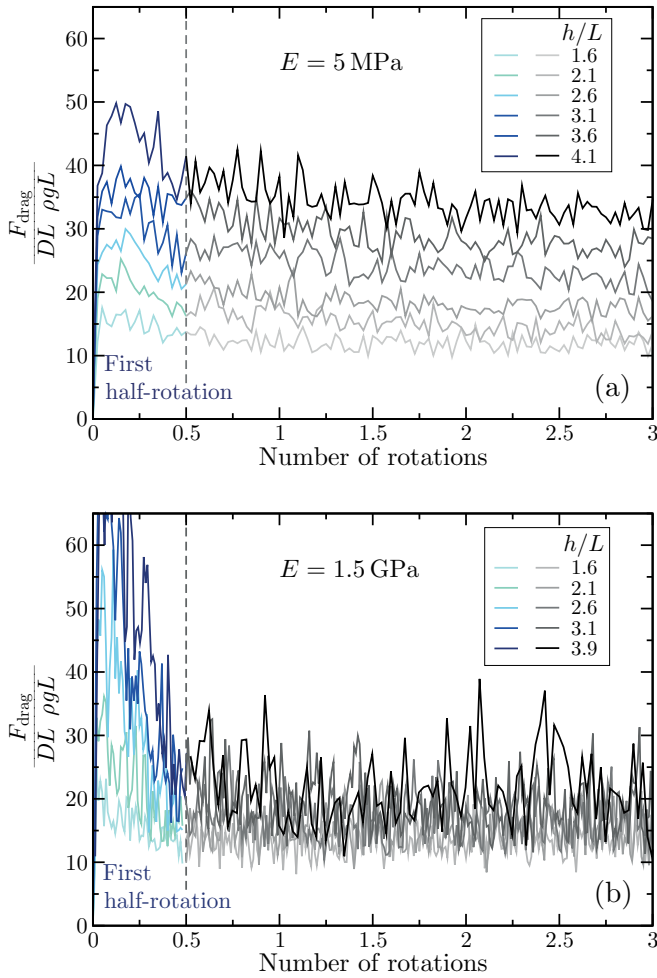 60
50
40
30
20
10
0
F_drag
DL ρgL
E = 5 MPa
h/L
1.6
2.1
2.6
3.1
3.6
4.1
First
half-rotation
(a)
0 0.5 1 1.5 2 2.5 3
Number of rotations
60
50
40
30
20
10
0
F_drag
DL ρgL
E = 1.5 GPa
h/L
1.6
2.1
2.6
3.1
3.9
First
half-rotation
(b)
0 0.5 1 1.5 2 2.5 3
Number of rotations